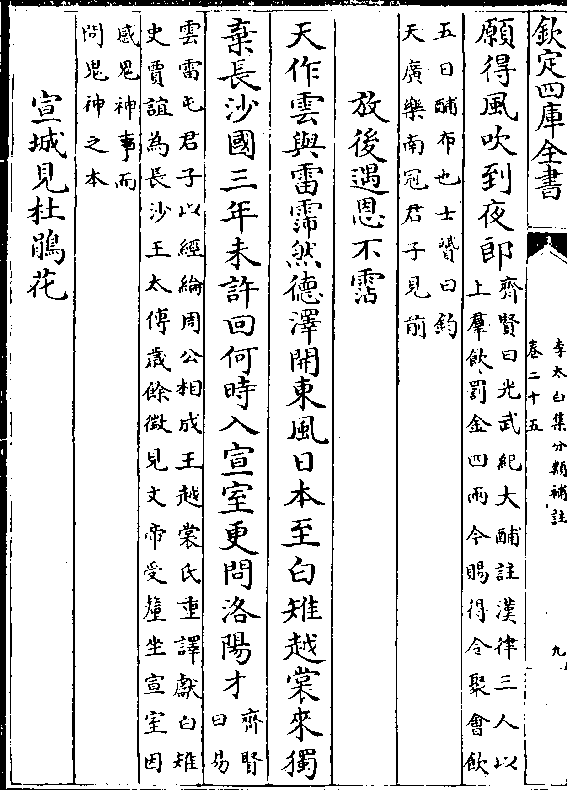 欽定四庫全書
李太白集分類補註
卷二十五
九
願得風吹到夜郎
齊賢曰光武紀大酺註漢律三人以
上羣飲罰金四兩今賜得令聚會飲
五日酺布也士贇曰鈞
天廣樂南冠君子見前
放後遇恩不霑
天作雲與雷霈然德澤開東風日本至白雉越裳來獨
棄長沙國三年未許回何時入宣室更問洛陽才
齊賢
曰易
雲雷屯君子以經綸周公相成王越裳氏重譯獻白雉
史賈誼為長沙王太傅歲餘徵見文帝受釐坐宣室因
感鬼神事而
問鬼神之本
宣城見杜鵑花